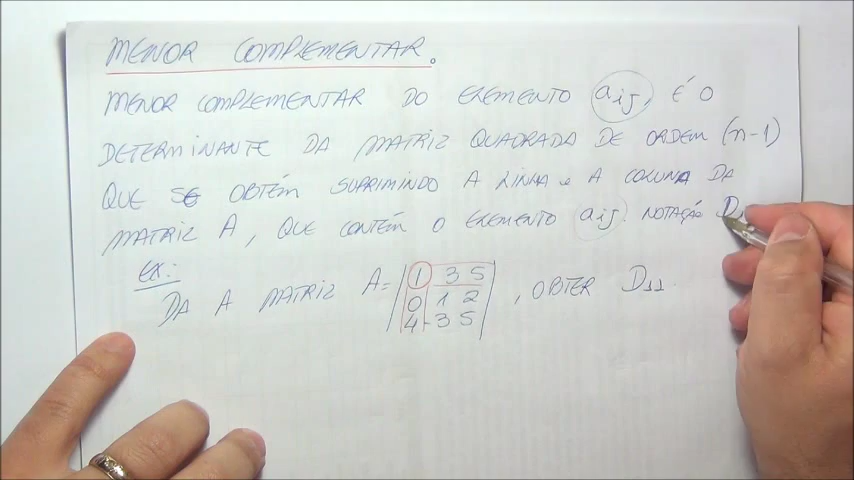 MENOR COMPLEMENTAR.
MENOR COMPLEMENTAR DO ELEMENTO aij, É O
DETERMINANTE DA MATRIZ QUADRADA DE ORDEM (n-1)
QUE SE OBTÉM SUPRIMINDO A LINHA e A COLUNA DA
MATRIZ A, QUE CONTÉM O ELEMENTO aij. NOTAÇÃO D
EX:
DA A MATRIZ A= |1 3 5|, OBTER D11.
0 1 2
4 -3 5